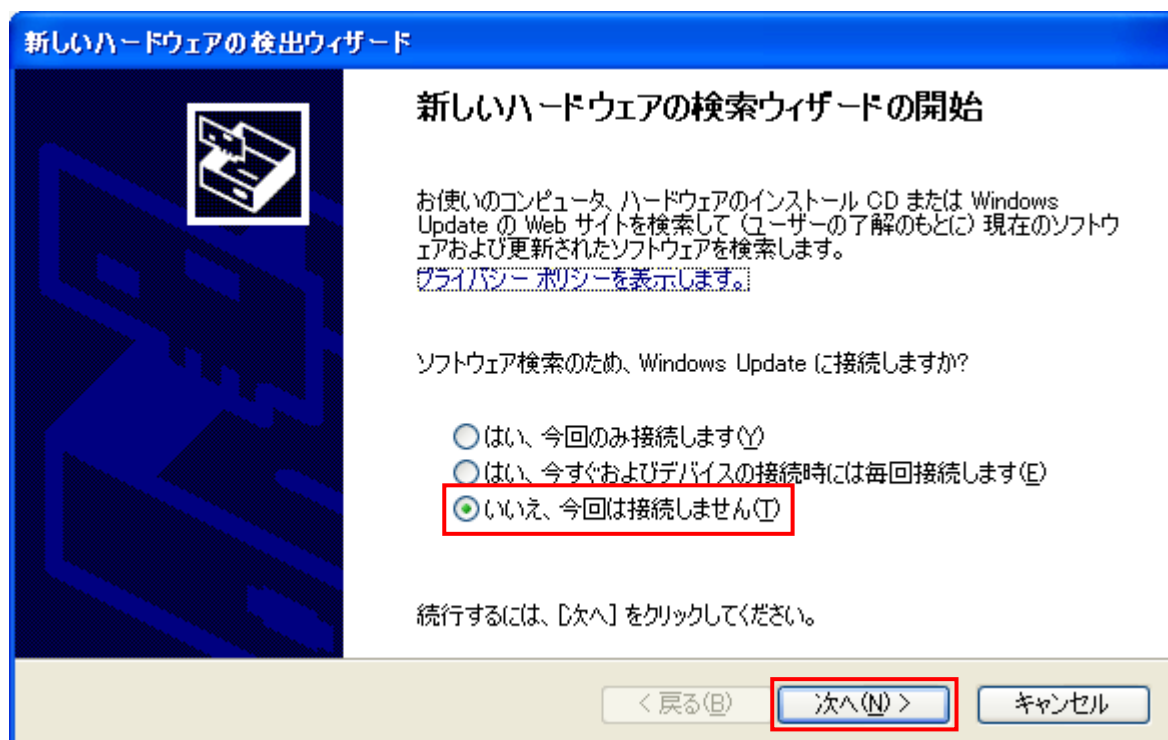 新しいハードウェアの検出ウィザード
新しいハードウェアの検索ウィザードの開始
お使いのコンピュータ、ハードウェアのインストール CD または Windows
Update の Web サイトを検索して (ユーザーの了解のもとに) 現在のソフトウ
ェアおよび更新されたソフトウェアを検索します。
プライバシー ポリシーを表示します。
ソフトウェア検索のため、Windows Update に接続しますか?
はい、今回のみ接続します(Y)
はい、今すぐおよびデバイスの接続時には毎回接続します(E)
いいえ、今回は接続しません(T)
続行するには、[次へ] をクリックしてください。
< 戻る(B) 次へ(N) > キャンセル